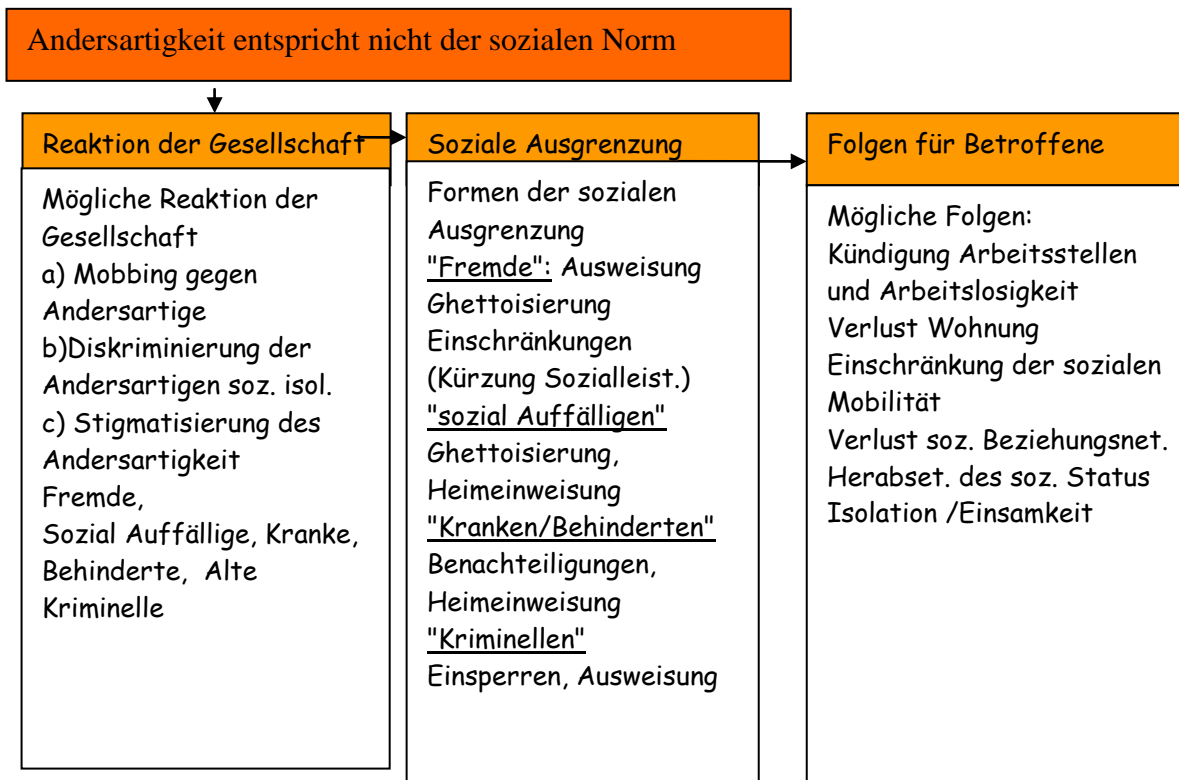 Andersartigkeit entspricht nicht der sozialen Norm
Reaktion der Gesellschaft
Mögliche Reaktion der
Gesellschaft
a) Mobbing gegen
Andersartige
b)Diskriminierung der
Andersartigen soz. isol.
c) Stigmatisierung des
Andersartigkeit
Fremde,
Sozial Auffällige, Kranke,
Behinderte, Alte
Kriminelle
Soziale Ausgrenzung
Formen der sozialen
Ausgrenzung
"Fremde": Ausweisung
Ghettoisierung
Einschränkungen
(Kürzung Sozialleist.)
"sozial Auffälligen"
Ghettoisierung,
Heimeinweisung
"Kranken/Behinderten"
Benachteiligungen,
Heimeinweisung
"Kriminellen"
Einsperren, Ausweisung
Folgen für Betroffene
Mögliche Folgen:
Kündigung Arbeitsstellen
und Arbeitslosigkeit
Verlust Wohnung
Einschränkung der sozialen
Mobilität
Verlust soz. Beziehungsnet.
Herabset. des soz. Status
Isolation /Einsamkeit